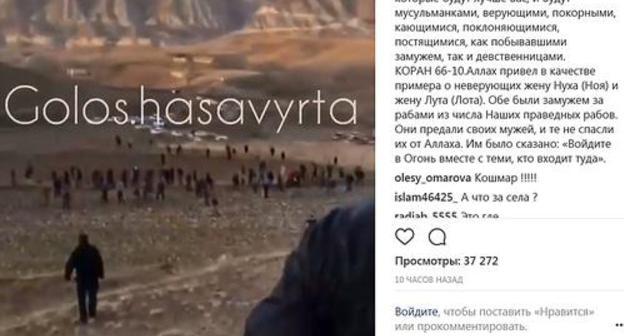 Golos.hasavyrta
которые будут лучше вас, и будут
мусульманками, верующими, покорными,
кающимися, поклоняющимися,
постящимися, как побывавшими
замужем, так и девственницами.
КОРАН 66-10.Аллах привел в качестве
примера о неверующих жену Нуха (Ноя) и
жену Лута (Лота). Обе были замужем за
рабами из числа Наших праведных рабов.
Они предали своих мужей, и те не спасли
их от Аллаха. Им было сказано: «Войдите
в Огонь вместе с теми, кто входит туда».
olesy_omarova Кошмар !!!!!
islam46425_ А что за села ?
radiah_5555 Это где
Просмотры: 37 272
10 ЧАСОВ НАЗАД
Войдите, чтобы поставить «Нравится»
или прокомментировать.